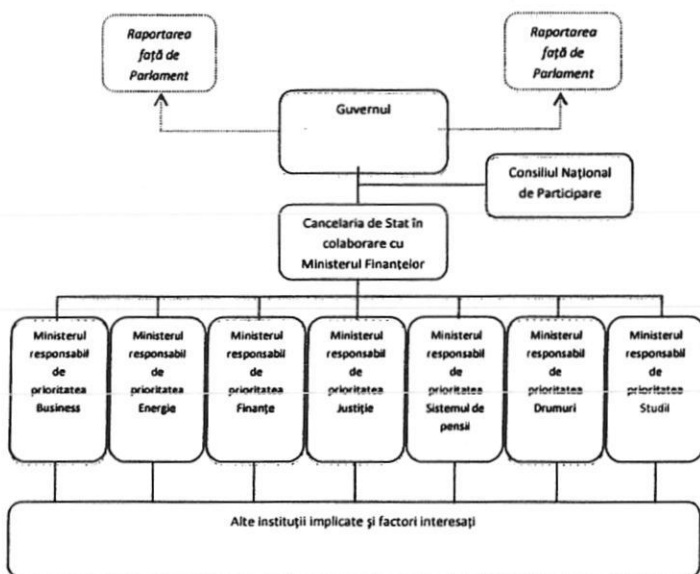 Raportarea
față de
Parlament
Raportarea
față de
Parlament
Guvernul
Consiliul Național
de Participare
Cancelaria de Stat în
colaborare cu
Ministerul Finanțelor
Ministerul
responsabil
de
prioritatea
Business
Ministerul
responsabil
de
prioritatea
Energie
Ministerul
responsabil
de
prioritatea
Finanțe
Ministerul
responsabil
de
prioritatea
Justiție
Ministerul
responsabil
de
prioritatea
Sistemul de
pensii
Ministerul
responsabil
de
prioritatea
Drumuri
Ministerul
responsabil
de
prioritatea
Studii
Alte instituții implicate și factori interesați